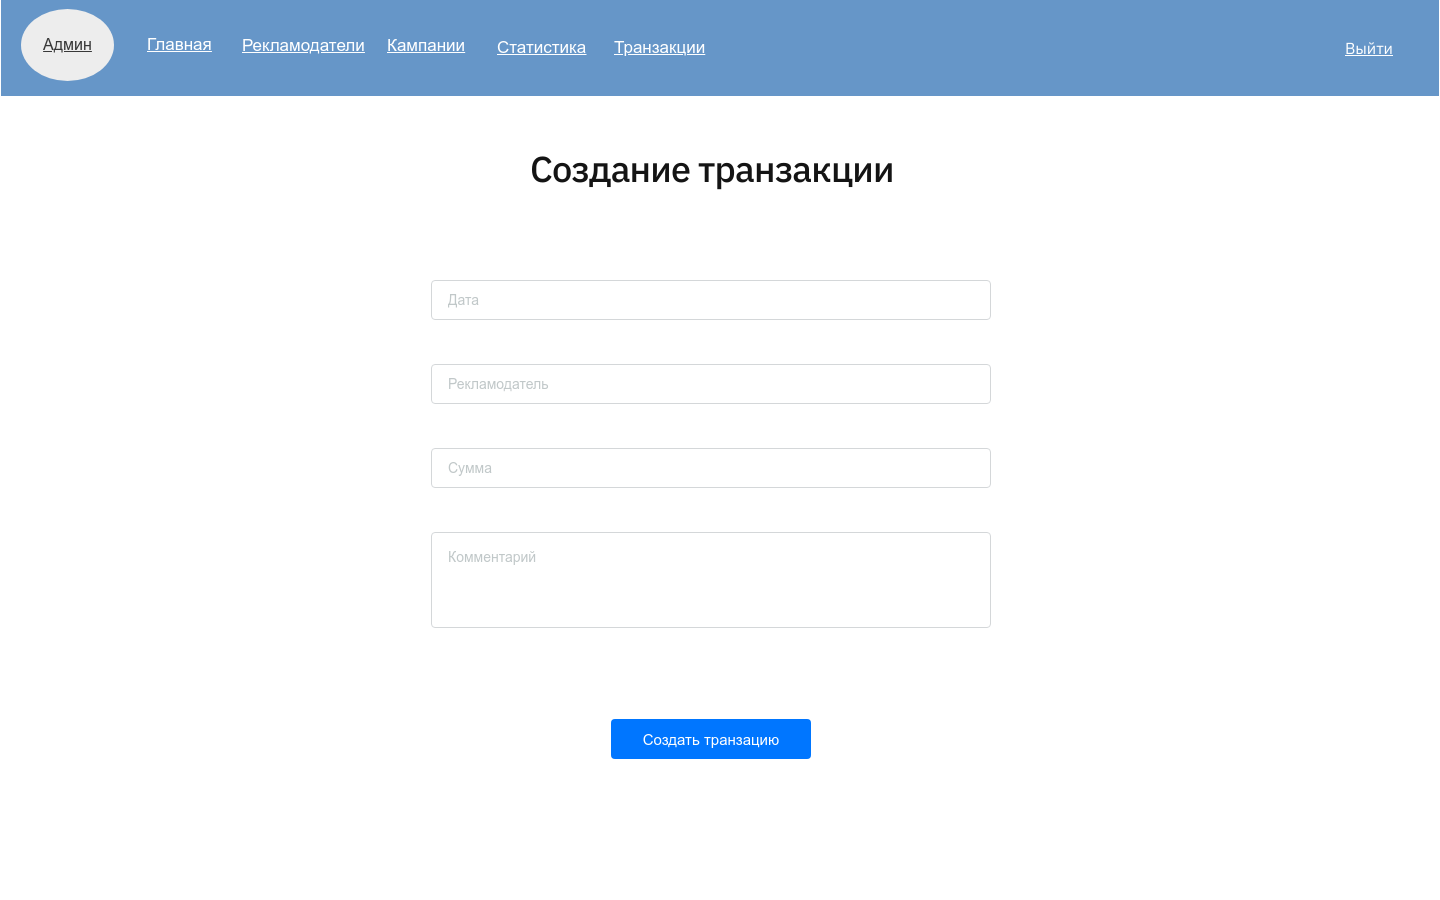 Админ
Главная
Рекламодатели
Кампании
Статистика
Транзакции
Выйти
Создание транзакции
Дата
Рекламодатель
Сумма
Комментарий
Создать транзацию